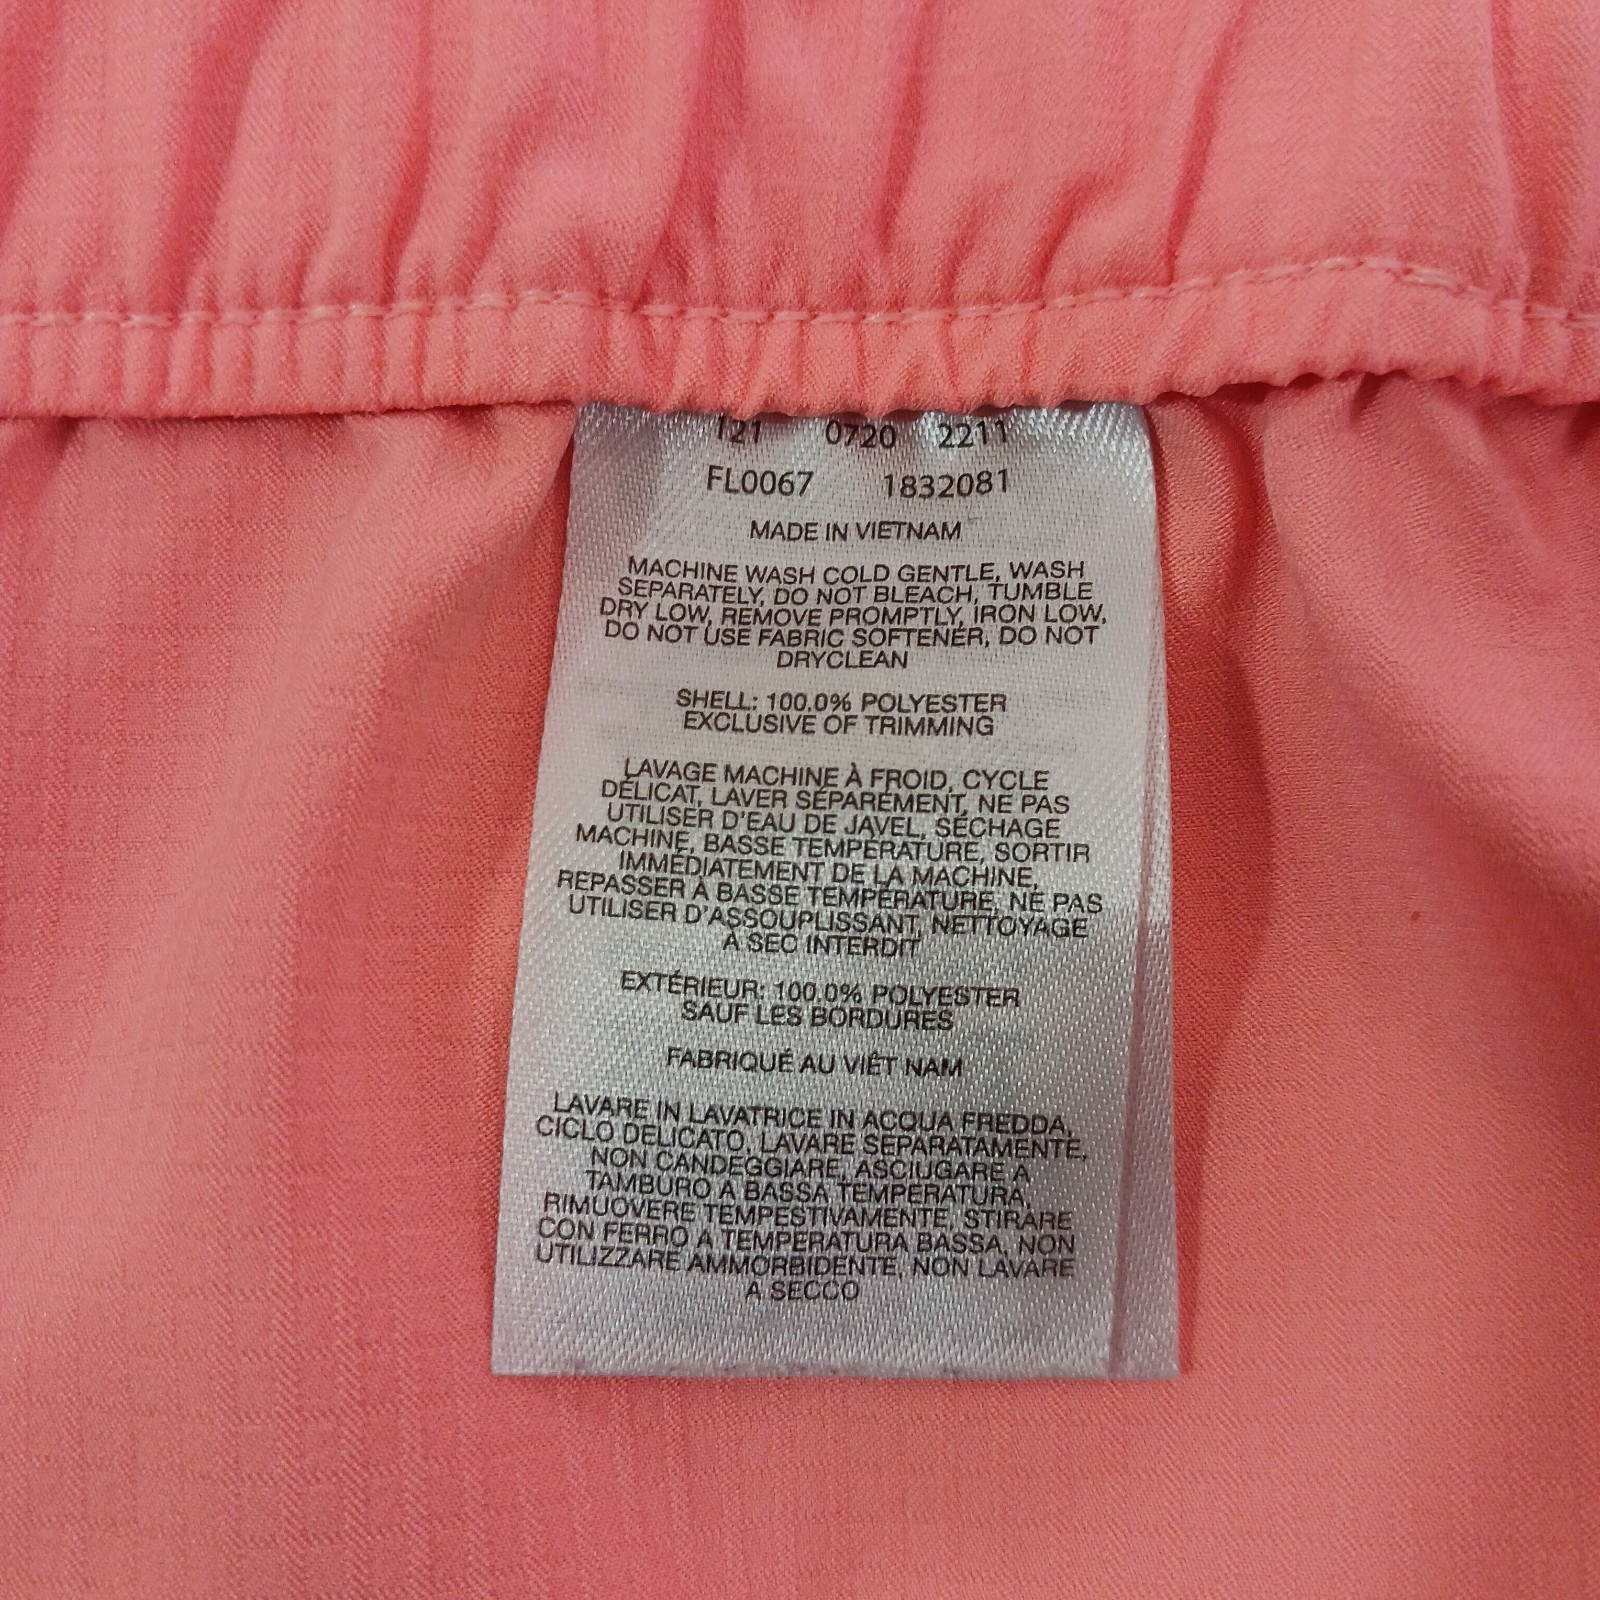 121 0720 2211
FL0067 1832081
MADE IN VIETNAM
MACHINE WASH COLD GENTLE, WASH
SEPARATELY, DO NOT BLEACH, TUMBLE
DRY LOW, REMOVE PROMPTLY, IRON LOW,
DO NOT USE FABRIC SOFTENER, DO NOT
DRYCLEAN
SHELL: 100.0% POLYESTER
EXCLUSIVE OF TRIMMING
LAVAGE MACHINE À FROID, CYCLE
DÉLICAT, LAVER SÉPARÉMENT, NE PAS
UTILISER D'EAU DE JAVEL, SÉCHAGE
MACHINE, BASSE TEMPÉRATURE, SORTIR
IMMÉDIATEMENT DE LA MACHINE,
REPASSER À BASSE TEMPÉRATURE, NE PAS
UTILISER D'ASSOUPLISSANT, NETTOYAGE
À SEC INTERDIT
EXTÉRIEUR: 100.0% POLYESTER
SAUF LES BORDURES
FABRIQUÉ AU VIÊT NAM
LAVARE IN LAVATRICE IN ACQUA FREDDA,
CICLO DELICATO, LAVARE SEPARATAMENTE,
NON CANDEGGIARE, ASCIUGARE A
TAMBURO A BASSA TEMPERATURA,
RIMUOVERE TEMPESTIVAMENTE, STIRARE
CON FERRO A TEMPERATURA BASSA, NON
UTILIZZARE AMMORBIDENTE, NON LAVARE
A SECCO